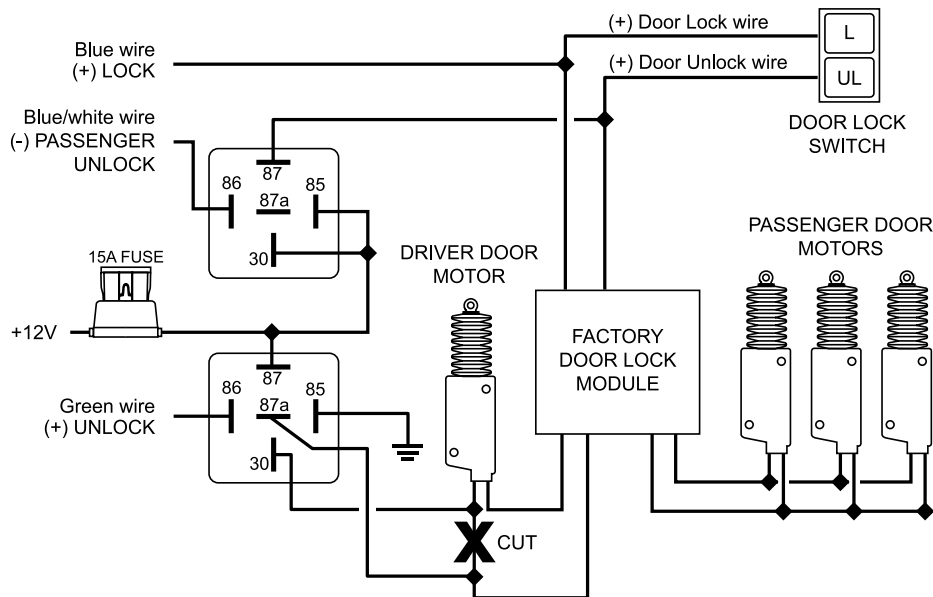 (+) Door Lock wire
L
Blue wire
(+) LOCK
(+) Door Unlock wire
UL
Blue/white wire
(-) PASSENGER
UNLOCK
DOOR LOCK
SWITCH
87
86
87a
85
30
15A FUSE
+12V
DRIVER DOOR
MOTOR
PASSENGER DOOR
MOTORS
FACTORY
DOOR LOCK
MODULE
87
86
87a
85
30
Green wire
(+) UNLOCK
X
CUT